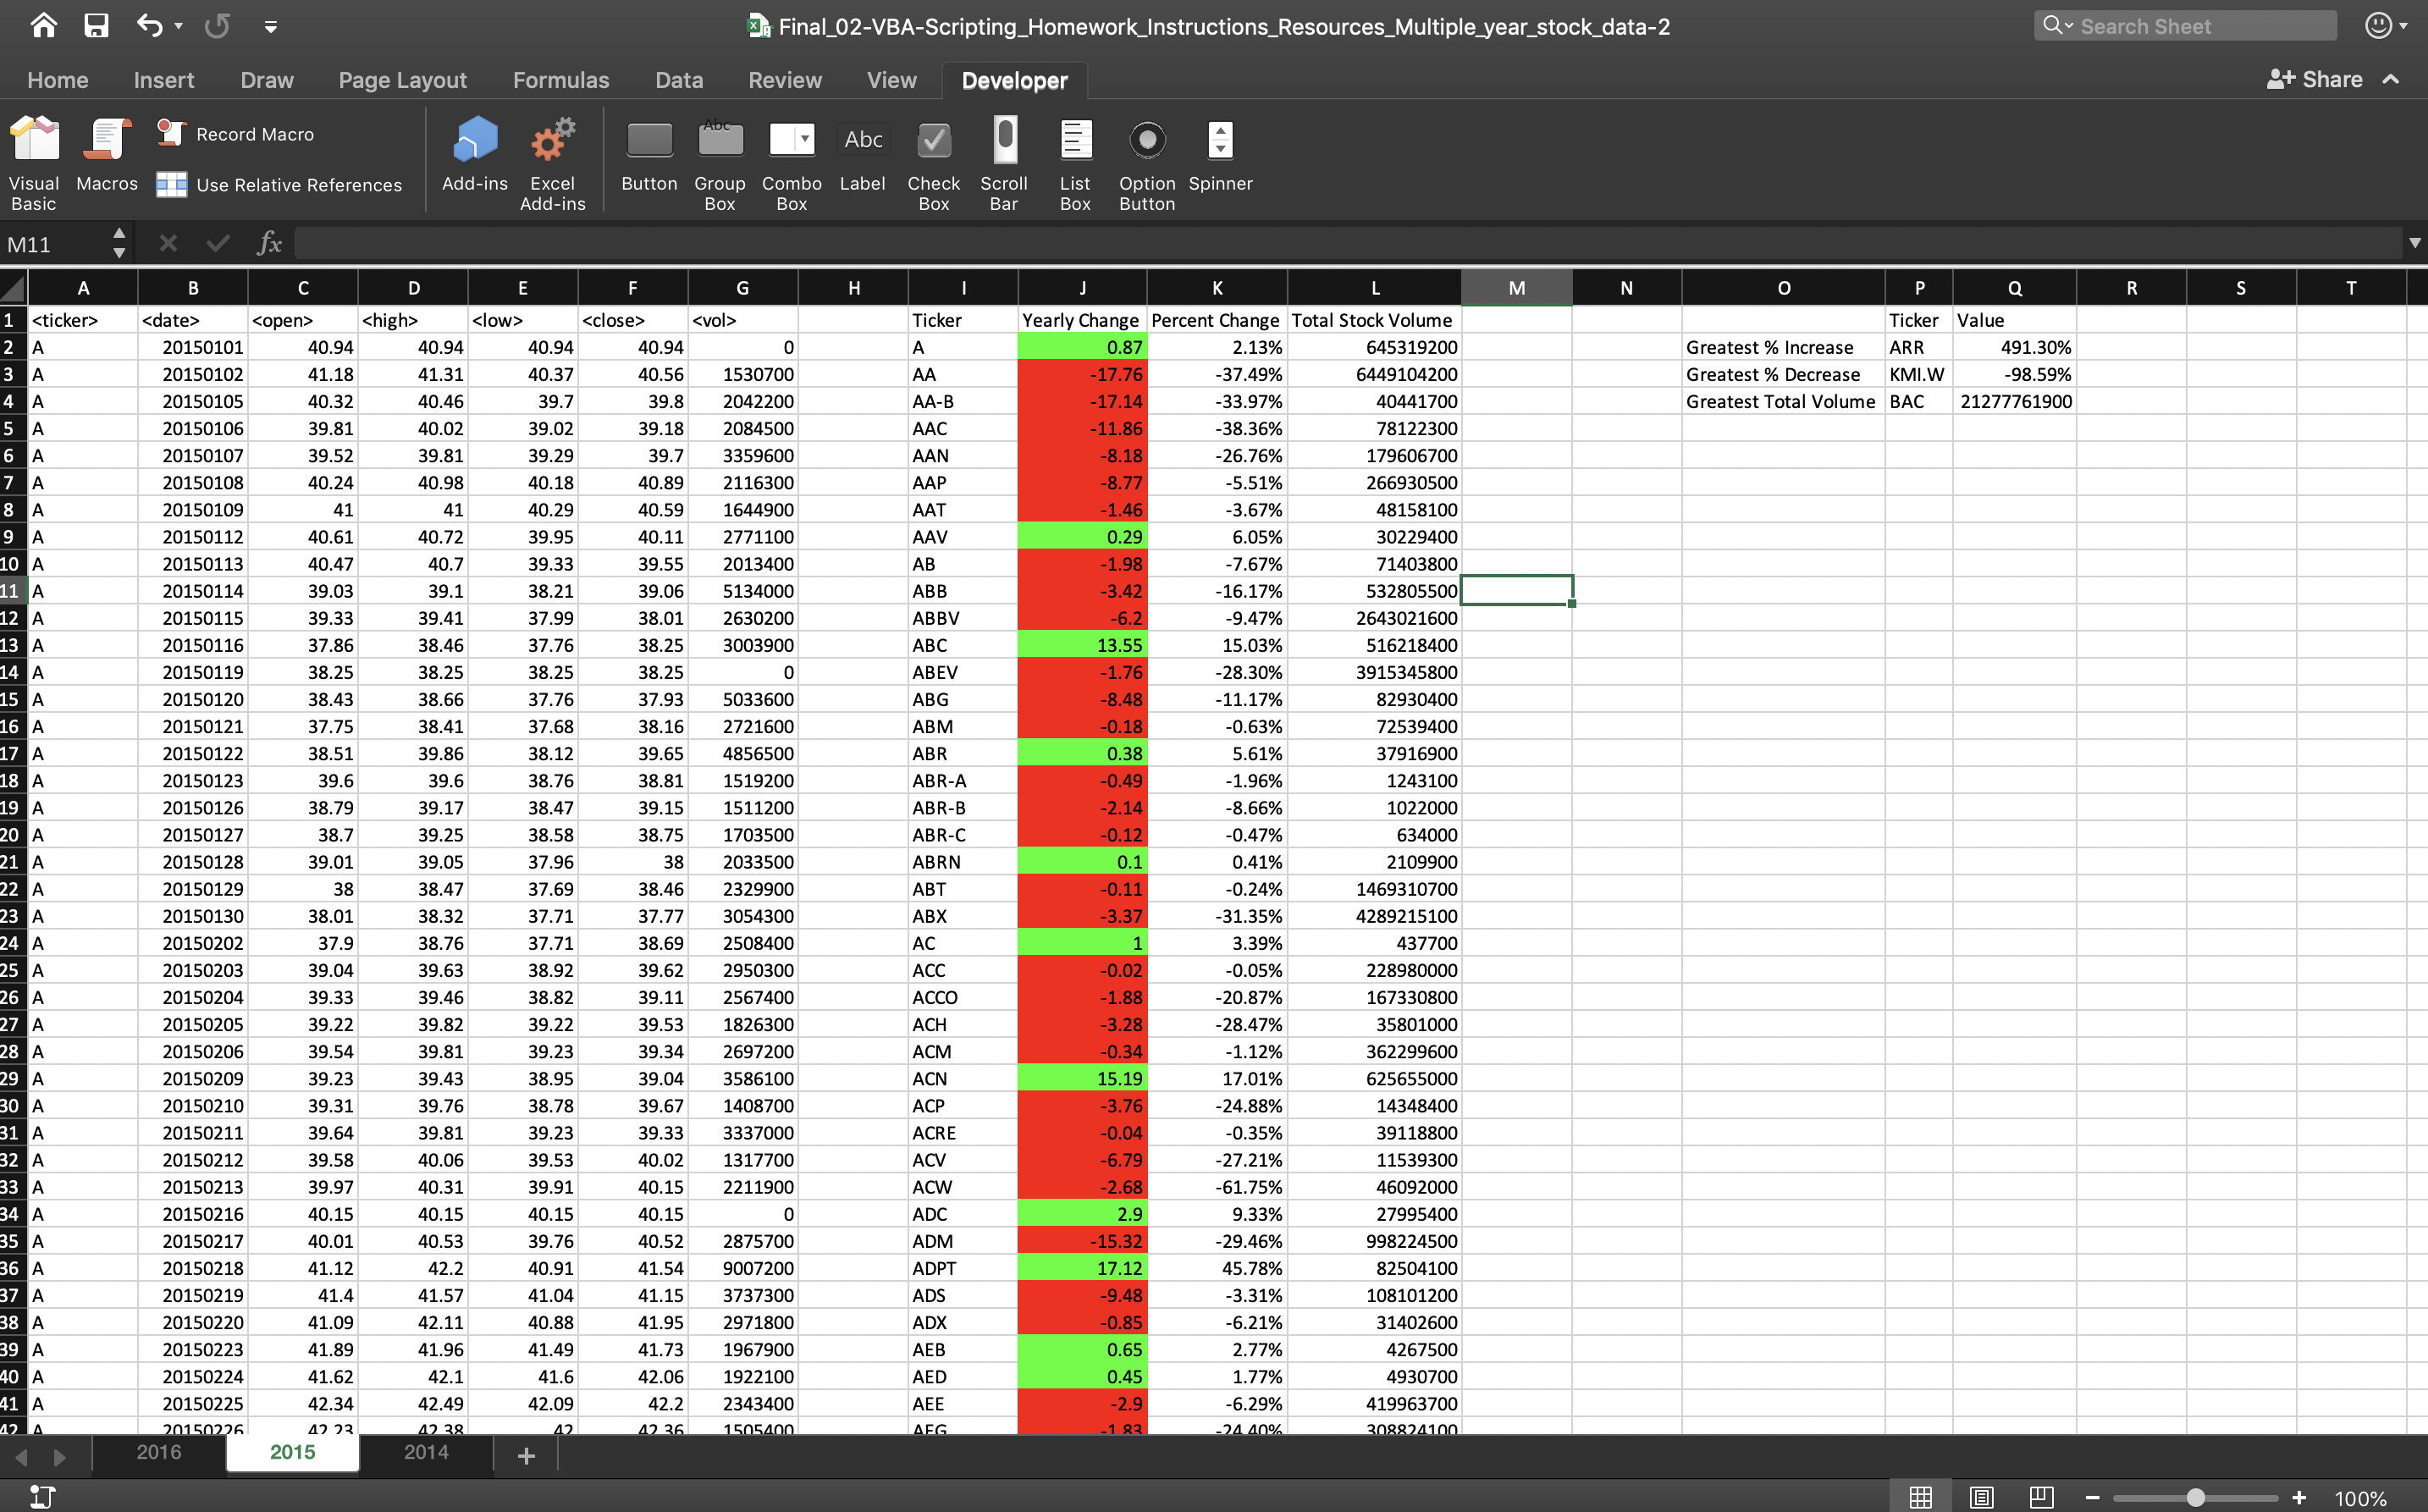 Final_02-VBA-Scripting_Homework_Instructions_Resources_Multiple_year_stock_data-2 Search Sheet
Home Insert Draw Page Layout Formulas Data Review View Developer Share
Visual Basic Macros Record Macro Use Relative References Add-ins Excel Add-ins Button Group Box Combo Box Label Check Box Scroll Bar List Box Option Button Spinner
Abc Abc
M11 fx
A B C D E F G H I J K L M N O P Q R S T
1 <ticker> <date> <open> <high> <low> <close> <vol> Ticker Yearly Change Percent Change Total Stock Volume Ticker Value
2 A 20150101 40.94 40.94 40.94 40.94 0 A 0.87 2.13% 645319200 Greatest % Increase ARR 491.30%
3 A 20150102 41.18 41.31 40.37 40.56 1530700 AA -17.76 -37.49% 6449104200 Greatest % Decrease KMI.W -98.59%
4 A 20150105 40.32 40.46 39.7 39.8 2042200 AA-B -17.14 -33.97% 40441700 Greatest Total Volume BAC 21277761900
5 A 20150106 39.81 40.02 39.02 39.18 2084500 AAC -11.86 -38.36% 78122300
6 A 20150107 39.52 39.81 39.29 39.7 3359600 AAN -8.18 -26.76% 179606700
7 A 20150108 40.24 40.98 40.18 40.89 2116300 AAP -8.77 -5.51% 266930500
8 A 20150109 41 41 40.29 40.59 1644900 AAT -1.46 -3.67% 48158100
9 A 20150112 40.61 40.72 39.95 40.11 2771100 AAV 0.29 6.05% 30229400
10 A 20150113 40.47 40.7 39.33 39.55 2013400 AB -1.98 -7.67% 71403800
11 A 20150114 39.03 39.1 38.21 39.06 5134000 ABB -3.42 -16.17% 532805500
12 A 20150115 39.33 39.41 37.99 38.01 2630200 ABBV -6.2 -9.47% 2643021600
13 A 20150116 37.86 38.46 37.76 38.25 3003900 ABC 13.55 15.03% 516218400
14 A 20150119 38.25 38.25 38.25 38.25 0 ABEV -1.76 -28.30% 3915345800
15 A 20150120 38.43 38.66 37.76 37.93 5033600 ABG -8.48 -11.17% 82930400
16 A 20150121 37.75 38.41 37.68 38.16 2721600 ABM -0.18 -0.63% 72539400
17 A 20150122 38.51 39.86 38.12 39.65 4856500 ABR 0.38 5.61% 37916900
18 A 20150123 39.6 39.6 38.76 38.81 1519200 ABR-A -0.49 -1.96% 1243100
19 A 20150126 38.79 39.17 38.47 39.15 1511200 ABR-B -2.14 -8.66% 1022000
20 A 20150127 38.7 39.25 38.58 38.75 1703500 ABR-C -0.12 -0.47% 634000
21 A 20150128 39.01 39.05 37.96 38 2033500 ABRN 0.1 0.41% 2109900
22 A 20150129 38 38.47 37.69 38.46 2329900 ABT -0.11 -0.24% 1469310700
23 A 20150130 38.01 38.32 37.71 37.77 3054300 ABX -3.37 -31.35% 4289215100
24 A 20150202 37.9 38.76 37.71 38.69 2508400 AC 1 3.39% 437700
25 A 20150203 39.04 39.63 38.92 39.62 2950300 ACC -0.02 -0.05% 228980000
26 A 20150204 39.33 39.46 38.82 39.11 2567400 ACCO -1.88 -20.87% 167330800
27 A 20150205 39.22 39.82 39.22 39.53 1826300 ACH -3.28 -28.47% 35801000
28 A 20150206 39.54 39.81 39.23 39.34 2697200 ACM -0.34 -1.12% 362299600
29 A 20150209 39.23 39.43 38.95 39.04 3586100 ACN 15.19 17.01% 625655000
30 A 20150210 39.31 39.76 38.78 39.67 1408700 ACP -3.76 -24.88% 14348400
31 A 20150211 39.64 39.81 39.23 39.33 3337000 ACRE -0.04 -0.35% 39118800
32 A 20150212 39.58 40.06 39.53 40.02 1317700 ACV -6.79 -27.21% 11539300
33 A 20150213 39.97 40.31 39.91 40.15 2211900 ACW -2.68 -61.75% 46092000
34 A 20150216 40.15 40.15 40.15 40.15 0 ADC 2.9 9.33% 27995400
35 A 20150217 40.01 40.53 39.76 40.52 2875700 ADM -15.32 -29.46% 998224500
36 A 20150218 41.12 42.2 40.91 41.54 9007200 ADPT 17.12 45.78% 82504100
37 A 20150219 41.4 41.57 41.04 41.15 3737300 ADS -9.48 -3.31% 108101200
38 A 20150220 41.09 42.11 40.88 41.95 2971800 ADX -0.85 -6.21% 31402600
39 A 20150223 41.89 41.96 41.49 41.73 1967900 AEB 0.65 2.77% 4267500
40 A 20150224 41.62 42.1 41.6 42.06 1922100 AED 0.45 1.77% 4930700
41 A 20150225 42.34 42.49 42.09 42.2 2343400 AEE -2.9 -6.29% 419963700
42 A 20150226 42.23 42.38 42 42.36 1505400 AEG -1.83 -24.40% 308824100
2016 2015 2014
100%